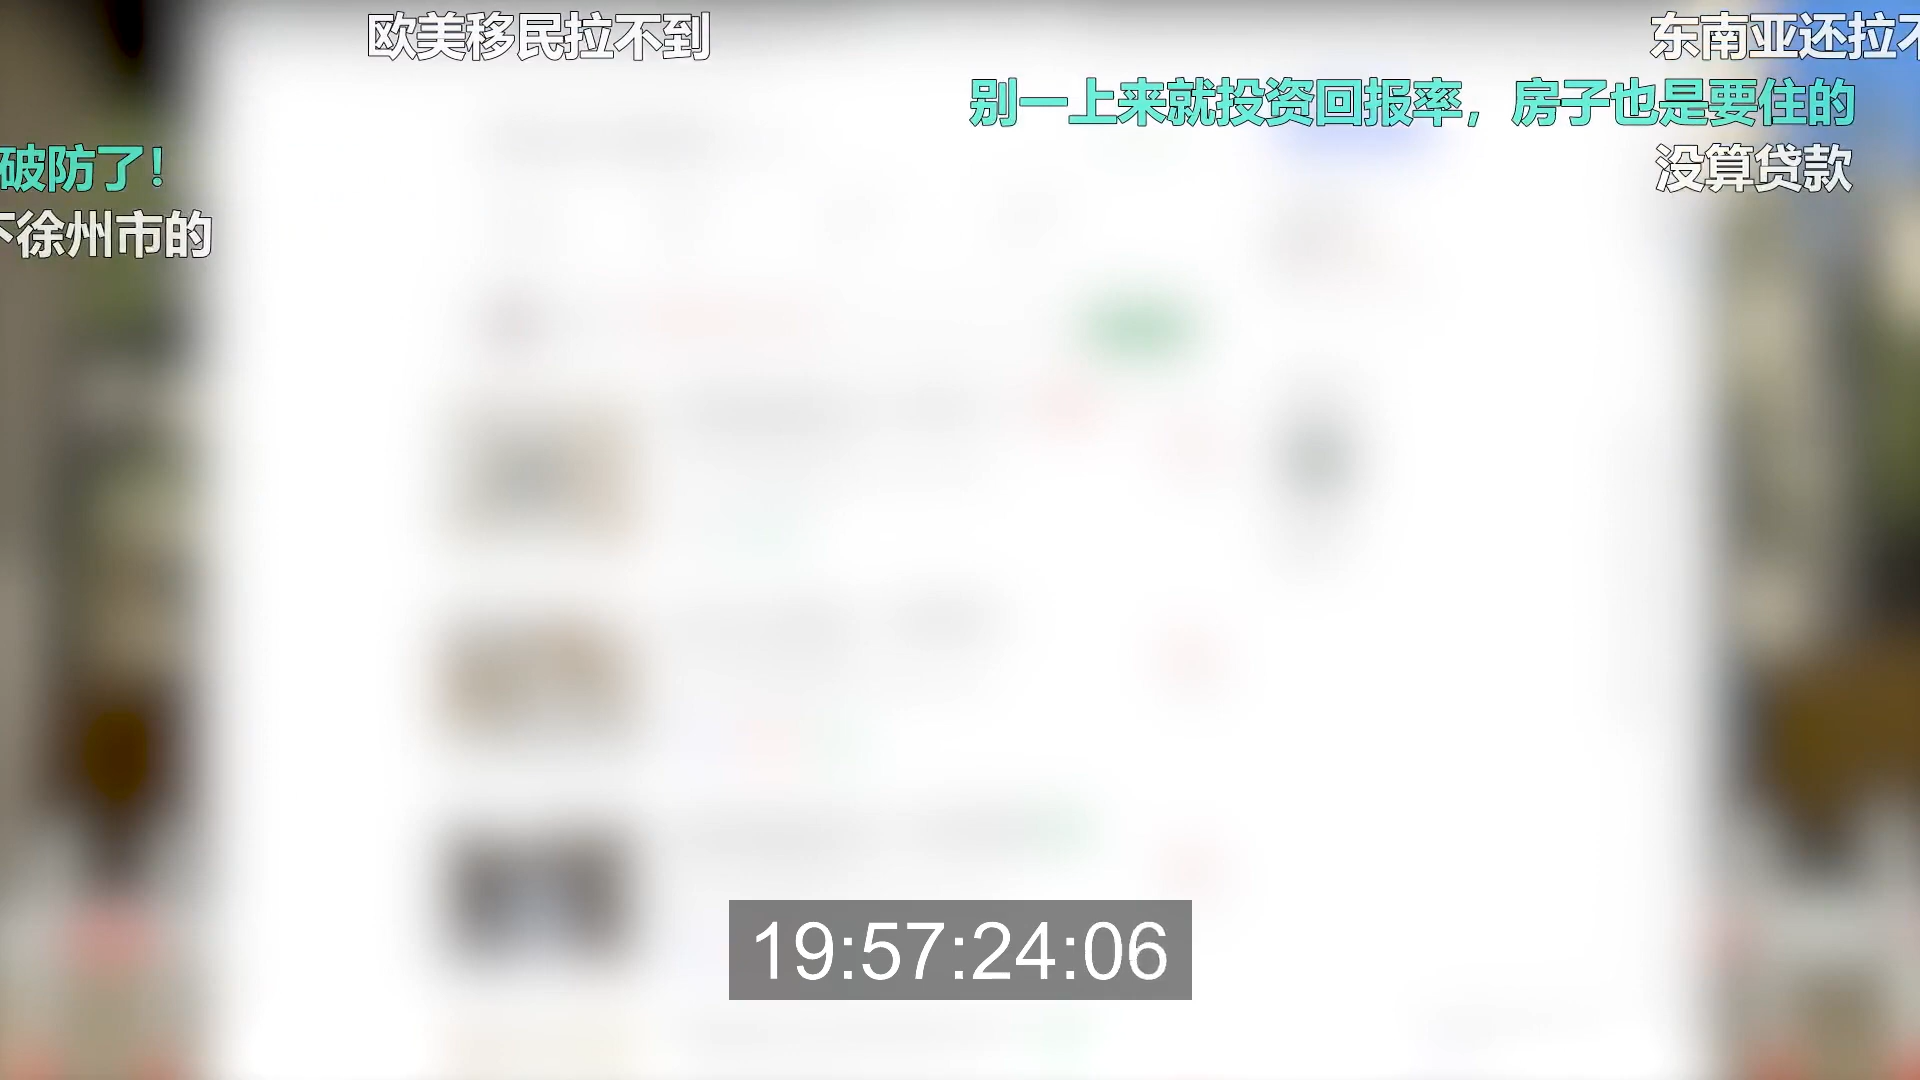 欧美移民拉不到
东南亚还拉不
别一上来就投资回报率，房子也是要住的
破防了！
没算贷款
下徐州市的
19:57:24:06